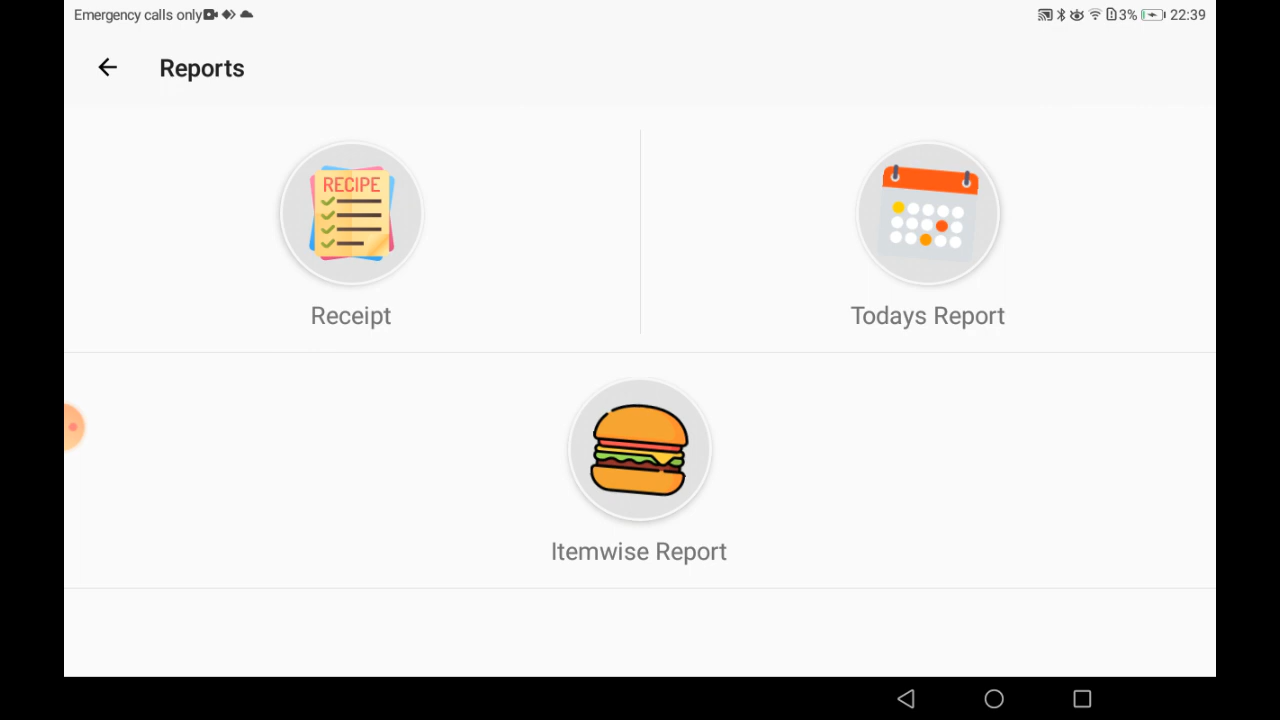 Emergency calls only
3% 22:39
Reports
RECIPE
Receipt
Todays Report
Itemwise Report